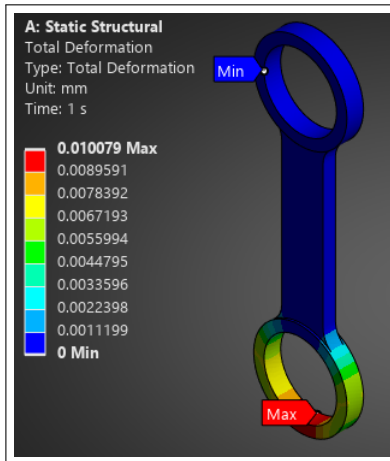 A: Static Structural
Total Deformation
Type: Total Deformation
Unit: mm
Time: 1 s
Min
0.010079 Max
0.0089591
0.0078392
0.0067193
0.0055994
0.0044795
0.0033596
0.0022398
0.0011199
0 Min
Max